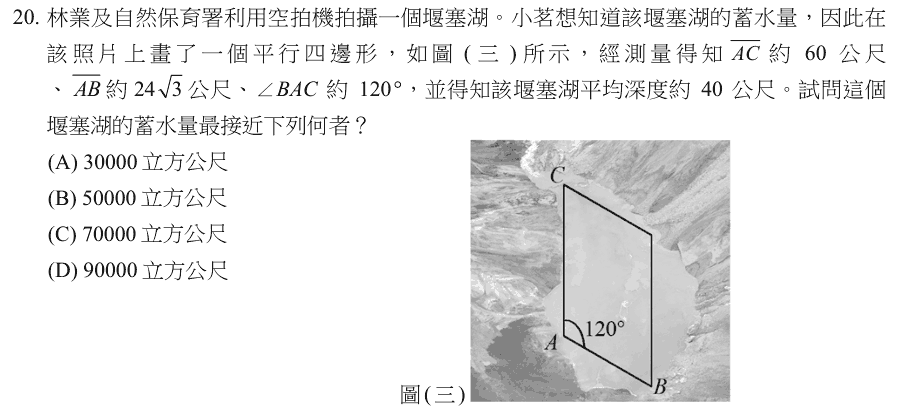 20. 林業及自然保育署利用空拍機拍攝一個堰塞湖。小茗想知道該堰塞湖的蓄水量，因此在
該照片上畫了一個平行四邊形，如圖(三)所示，經測量得知 \overline{AC} 約 60 公尺
、\overline{AB} 約 24√3 公尺、∠BAC 約 120°，並得知該堰塞湖平均深度約 40 公尺。試問這個
堰塞湖的蓄水量最接近下列何者？
(A) 30000 立方公尺
(B) 50000 立方公尺
(C) 70000 立方公尺
(D) 90000 立方公尺
C
120°
A
B
圖(三)